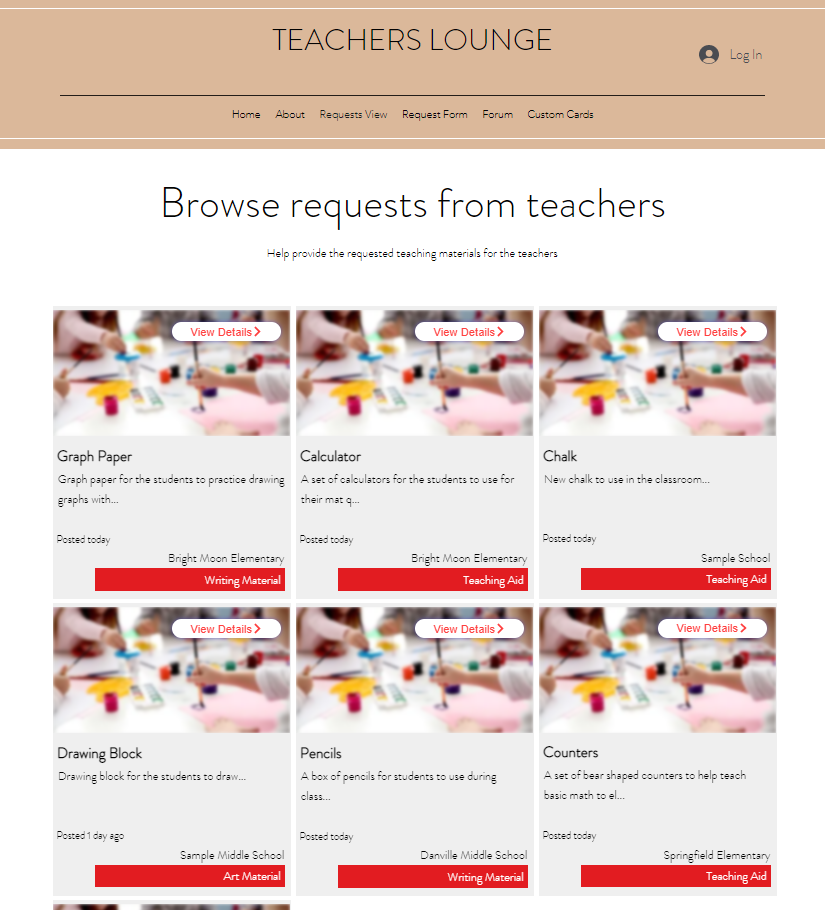 TEACHERS LOUNGE
Log In
Home About Requests View Request Form Forum Custom Cards
Browse requests from teachers
Help provide the requested teaching materials for the teachers
View Details
Graph Paper
Graph paper for the students to practice drawing
graphs with...
Posted today
Bright Moon Elementary
Writing Material
View Details
Calculator
A set of calculators for the students to use for
their mat q...
Posted today
Bright Moon Elementary
Teaching Aid
View Details
Chalk
New chalk to use in the classroom...
Posted today
Sample School
Teaching Aid
View Details
Drawing Block
Drawing block for the students to draw...
Posted 1 day ago
Sample Middle School
Art Material
View Details
Pencils
A box of pencils for students to use during
class...
Posted today
Danville Middle School
Writing Material
View Details
Counters
A set of bear shaped counters to help teach
basic math to el...
Posted today
Springfield Elementary
Teaching Aid